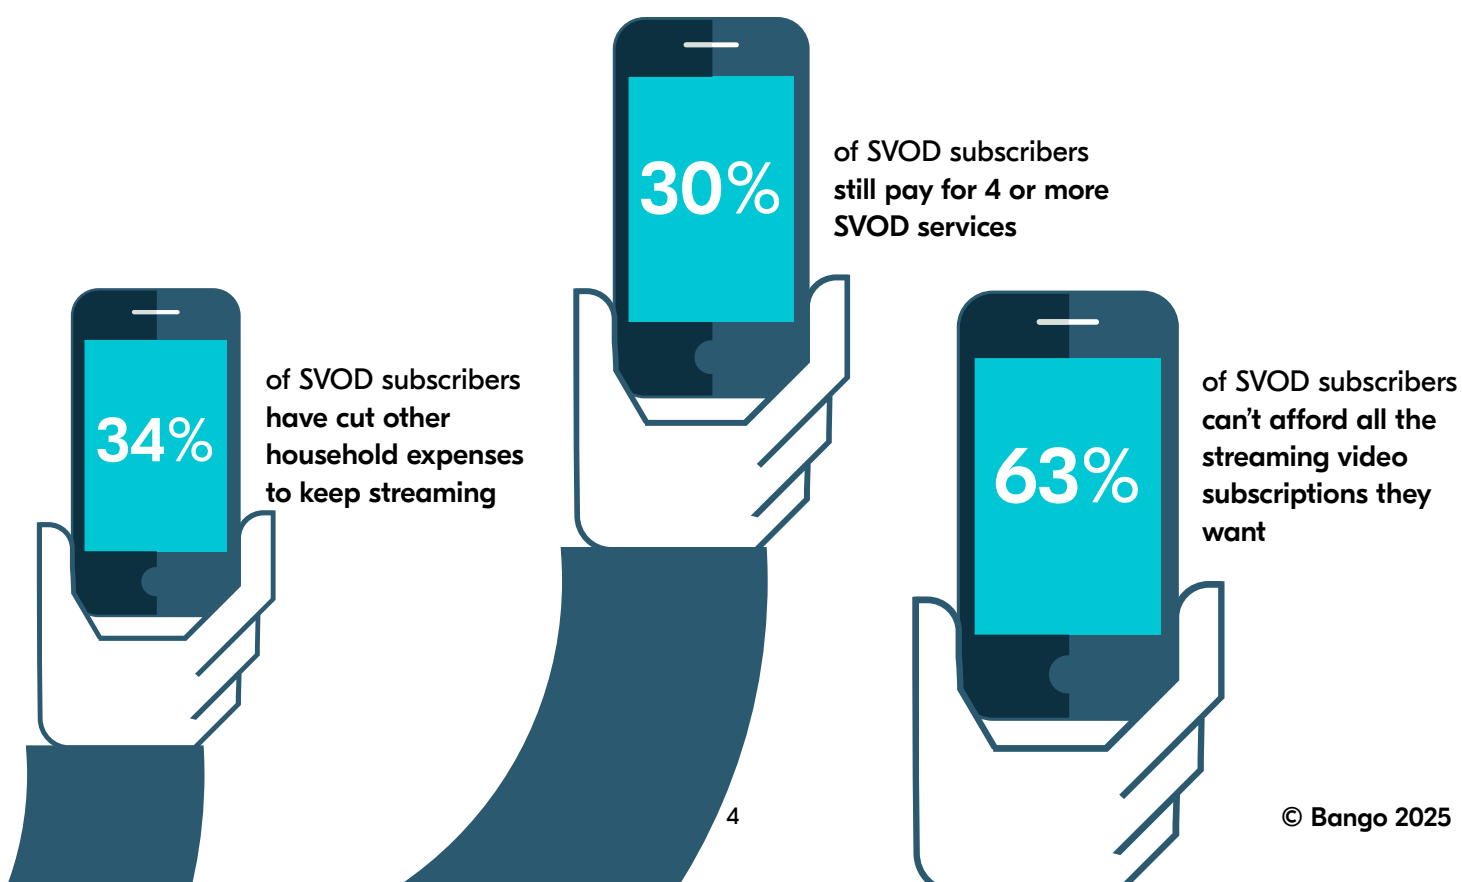 30%
of SVOD subscribers
still pay for 4 or more
SVOD services
34%
of SVOD subscribers
have cut other
household expenses
to keep streaming
63%
of SVOD subscribers
can’t afford all the
streaming video
subscriptions they
want
4
© Bango 2025